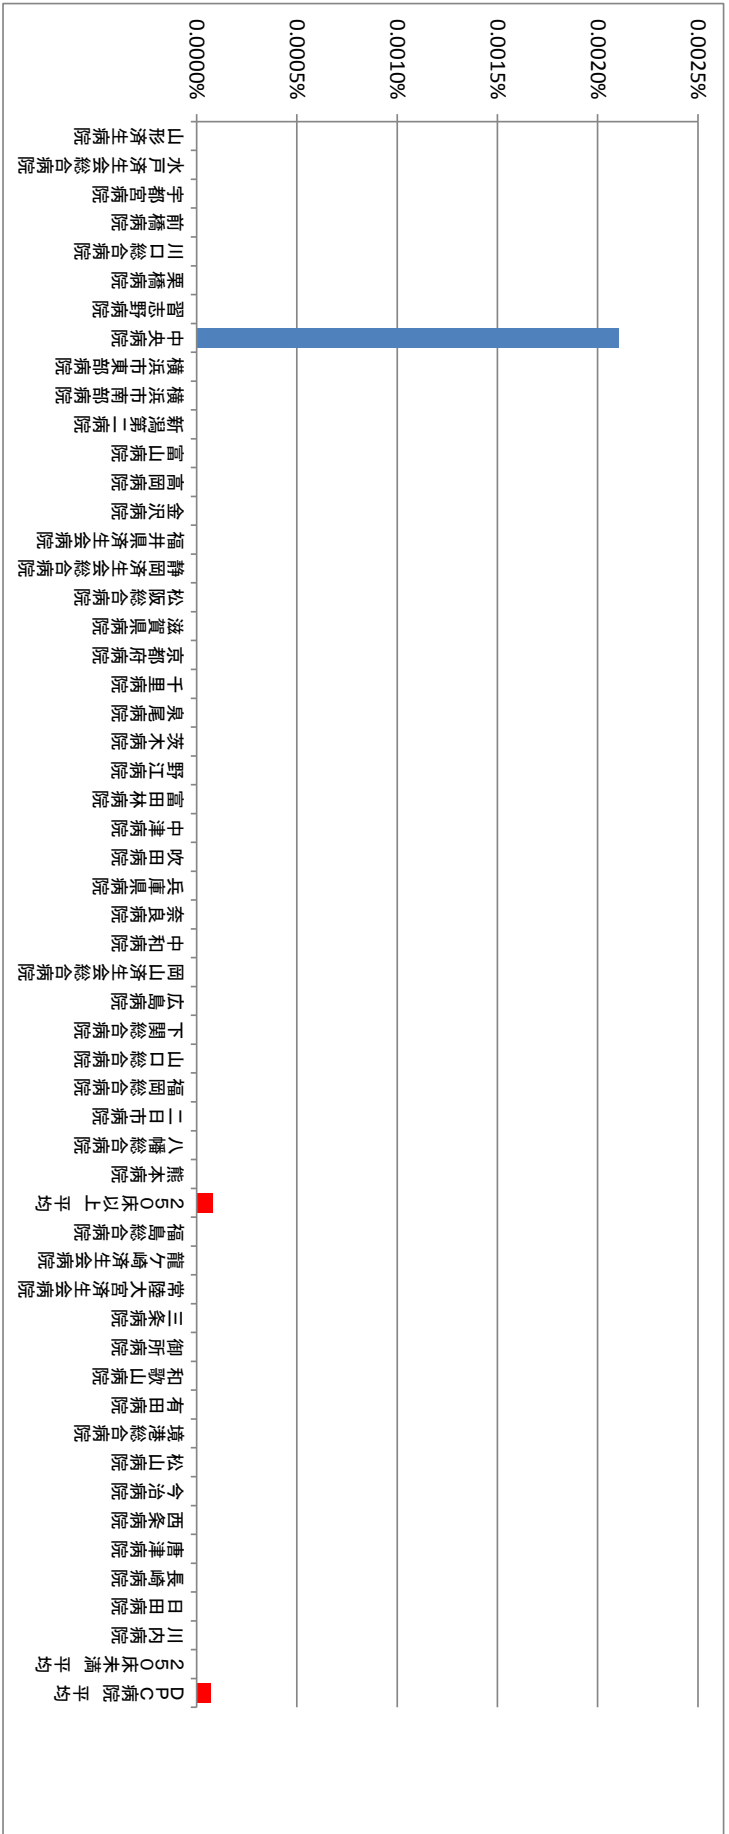 0.0025%
0.0020%
0.0015%
0.0010%
0.0005%
0.0000%
山形済生病院
水戸済生会総合病院
宇都宮病院
前橋病院
川口総合病院
栗橋病院
習志野病院
中央病院
横浜市東部病院
横浜市南部病院
新潟第二病院
富山病院
高岡病院
金沢病院
福井県済生会病院
静岡済生会総合病院
松阪総合病院
滋賀県病院
京都府病院
千里病院
泉尾病院
茨木病院
野江病院
富田林病院
中津病院
吹田病院
兵庫県病院
奈良病院
中和病院
岡山済生会総合病院
広島病院
下関総合病院
山口総合病院
福岡総合病院
二日市病院
八幡総合病院
熊本病院
250床以上 平均
福島総合病院
龍ケ崎済生会病院
常陸大宮済生会病院
三条病院
御所病院
和歌山病院
有田病院
境港総合病院
松山病院
今治病院
西条病院
唐津病院
長崎病院
日田病院
川内病院
250床未満 平均
DPC病院 平均